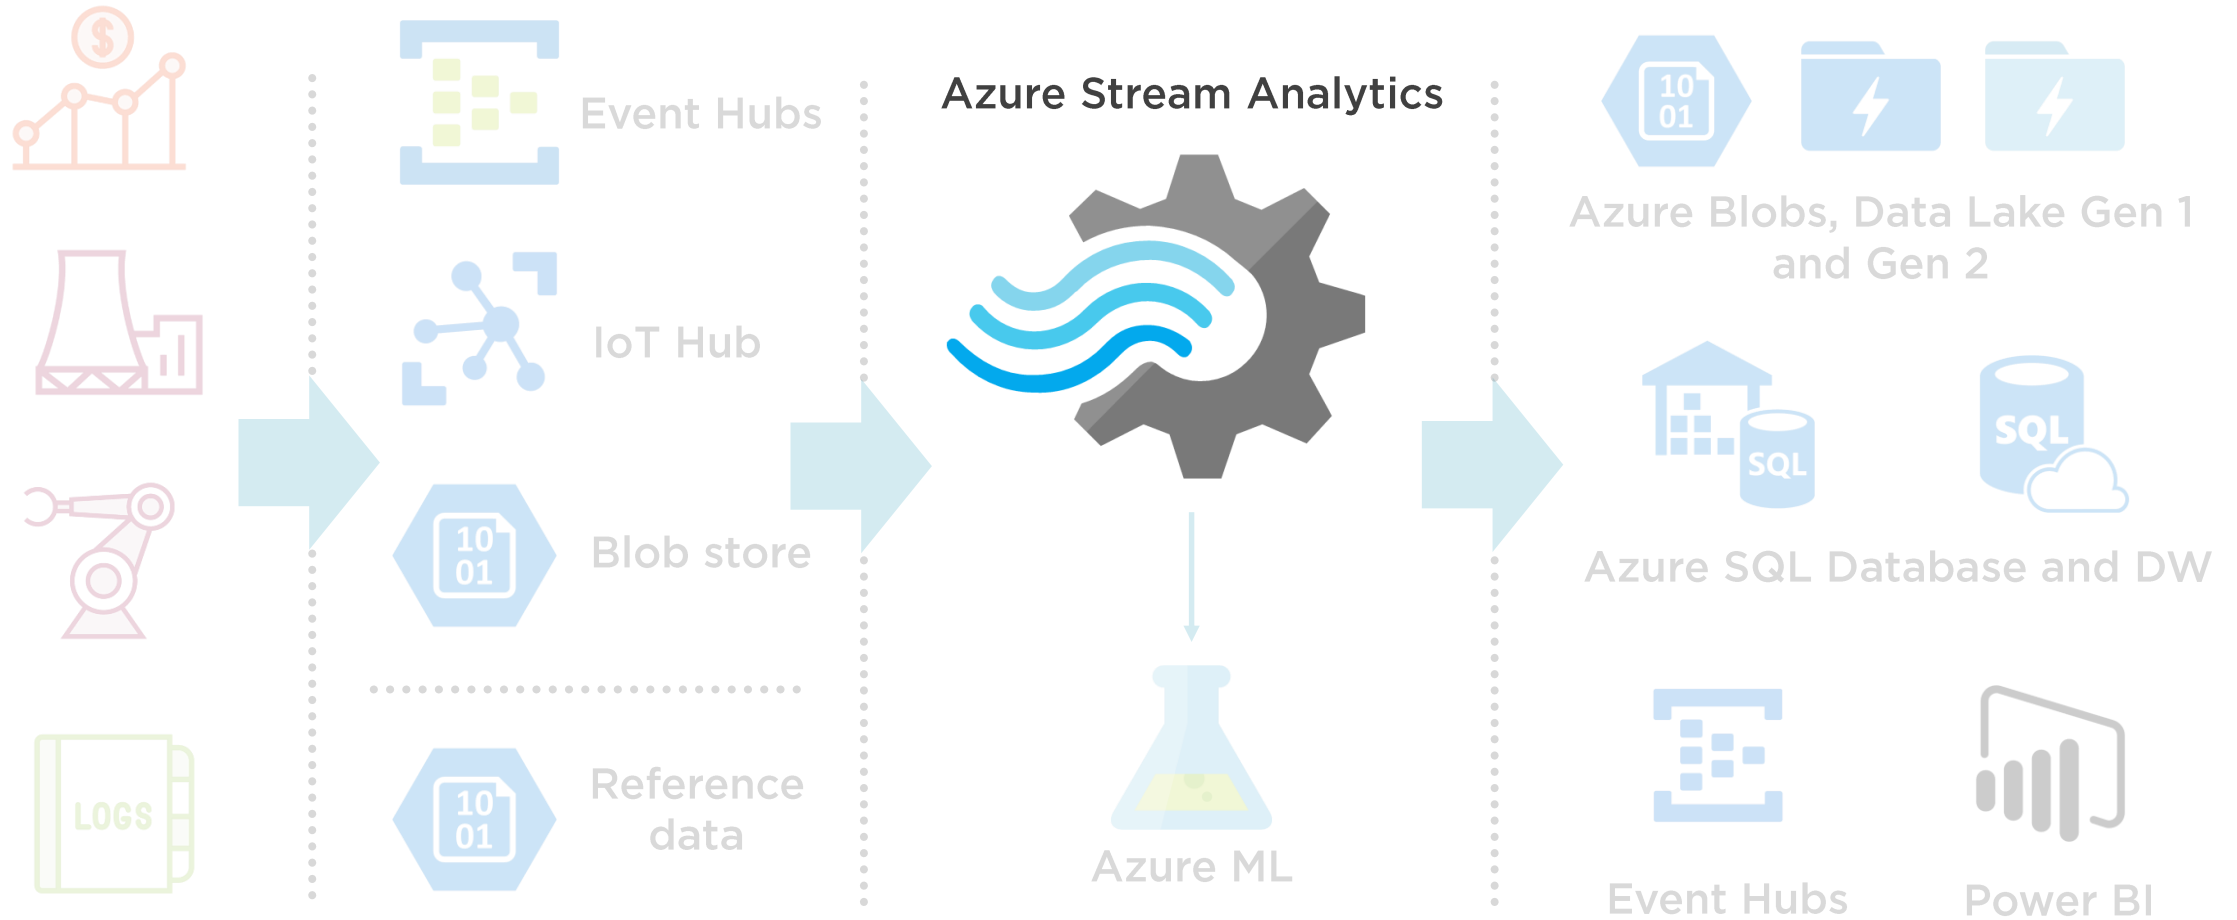 $
LOGS
Event Hubs
IoT Hub
10
01
Blob store
10
01
Reference
data
Azure Stream Analytics
Azure ML
10
01
Azure Blobs, Data Lake Gen 1
and Gen 2
SQL
SQL
Azure SQL Database and DW
Event Hubs
Power BI